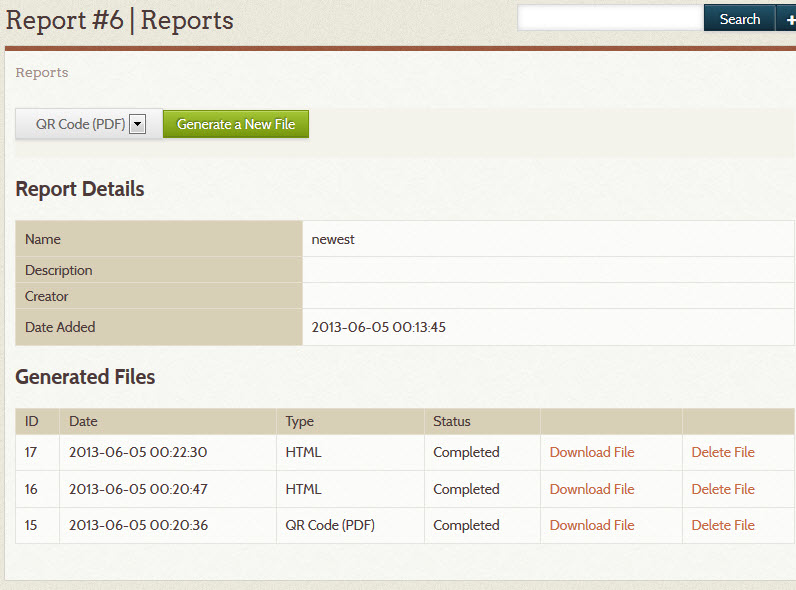 Report #6 | Reports
Search +
Reports
QR Code (PDF) Generate a New File
Report Details
Name newest
Description
Creator
Date Added 2013-06-05 00:13:45
Generated Files
ID Date Type Status
17 2013-06-05 00:22:30 HTML Completed Download File Delete File
16 2013-06-05 00:20:47 HTML Completed Download File Delete File
15 2013-06-05 00:20:36 QR Code (PDF) Completed Download File Delete File